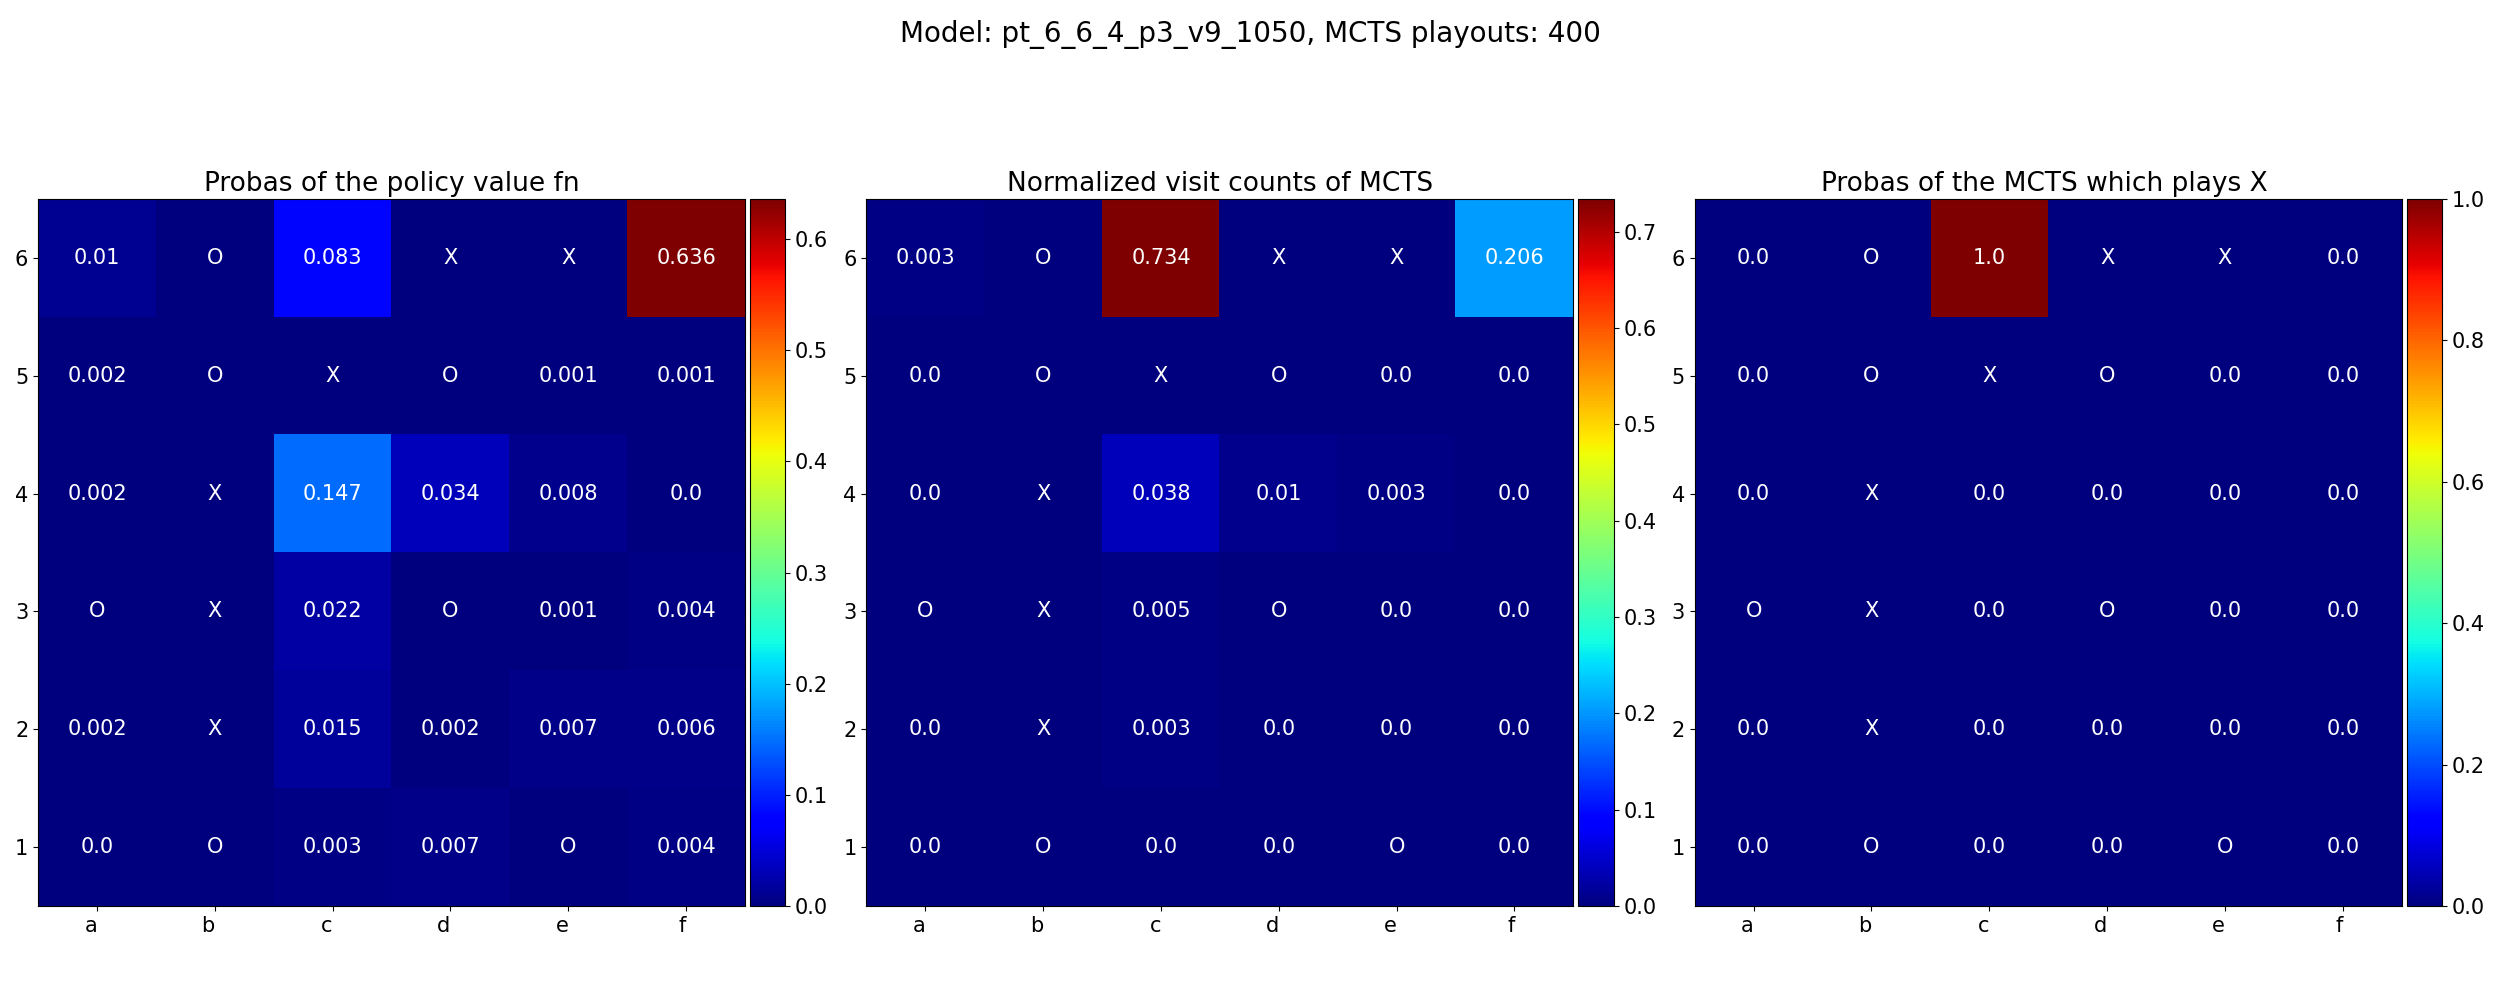 Model: pt_6_6_4_p3_v9_1050, MCTS playouts: 400
Probas of the policy value fn
6 0.01 O 0.083 X X 0.636
5 0.002 O X O 0.001 0.001
4 0.002 X 0.147 0.034 0.008 0.0
3 O X 0.022 O 0.001 0.004
2 0.002 X 0.015 0.002 0.007 0.006
1 0.0 O 0.003 0.007 O 0.004
a b c d e f
0.6
0.5
0.4
0.3
0.2
0.1
0.0
Normalized visit counts of MCTS
6 0.003 O 0.734 X X 0.206
5 0.0 O X O 0.0 0.0
4 0.0 X 0.038 0.01 0.003 0.0
3 O X 0.005 O 0.0 0.0
2 0.0 X 0.003 0.0 0.0 0.0
1 0.0 O 0.0 0.0 O 0.0
a b c d e f
0.7
0.6
0.5
0.4
0.3
0.2
0.1
0.0
Probas of the MCTS which plays X
6 0.0 O 1.0 X X 0.0
5 0.0 O X O 0.0 0.0
4 0.0 X 0.0 0.0 0.0 0.0
3 O X 0.0 O 0.0 0.0
2 0.0 X 0.0 0.0 0.0 0.0
1 0.0 O 0.0 0.0 O 0.0
a b c d e f
1.0
0.8
0.6
0.4
0.2
0.0